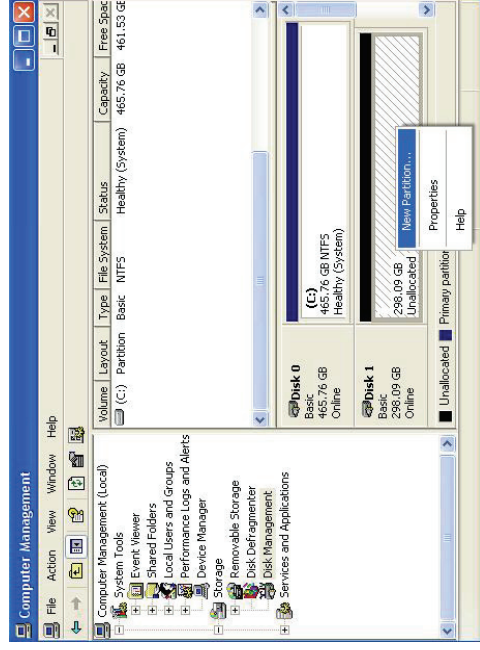 Computer Management
File Action View Window Help
Computer Management (Local)
System Tools
Event Viewer
Shared Folders
Local Users and Groups
Performance Logs and Alerts
Device Manager
Storage
Removable Storage
Disk Defragmenter
Disk Management
Services and Applications
Volume Layout Type File System Status Capacity Free Spac
(C:) Partition Basic NTFS Healthy (System) 465.76 GB 461.53 GB
Disk 0
Basic
465.76 GB
Online
(C:)
465.76 GB NTFS
Healthy (System)
Disk 1
Basic
298.09 GB
Online
298.09 GB
Unallocated
New Partition...
Properties
Help
Unallocated Primary partition